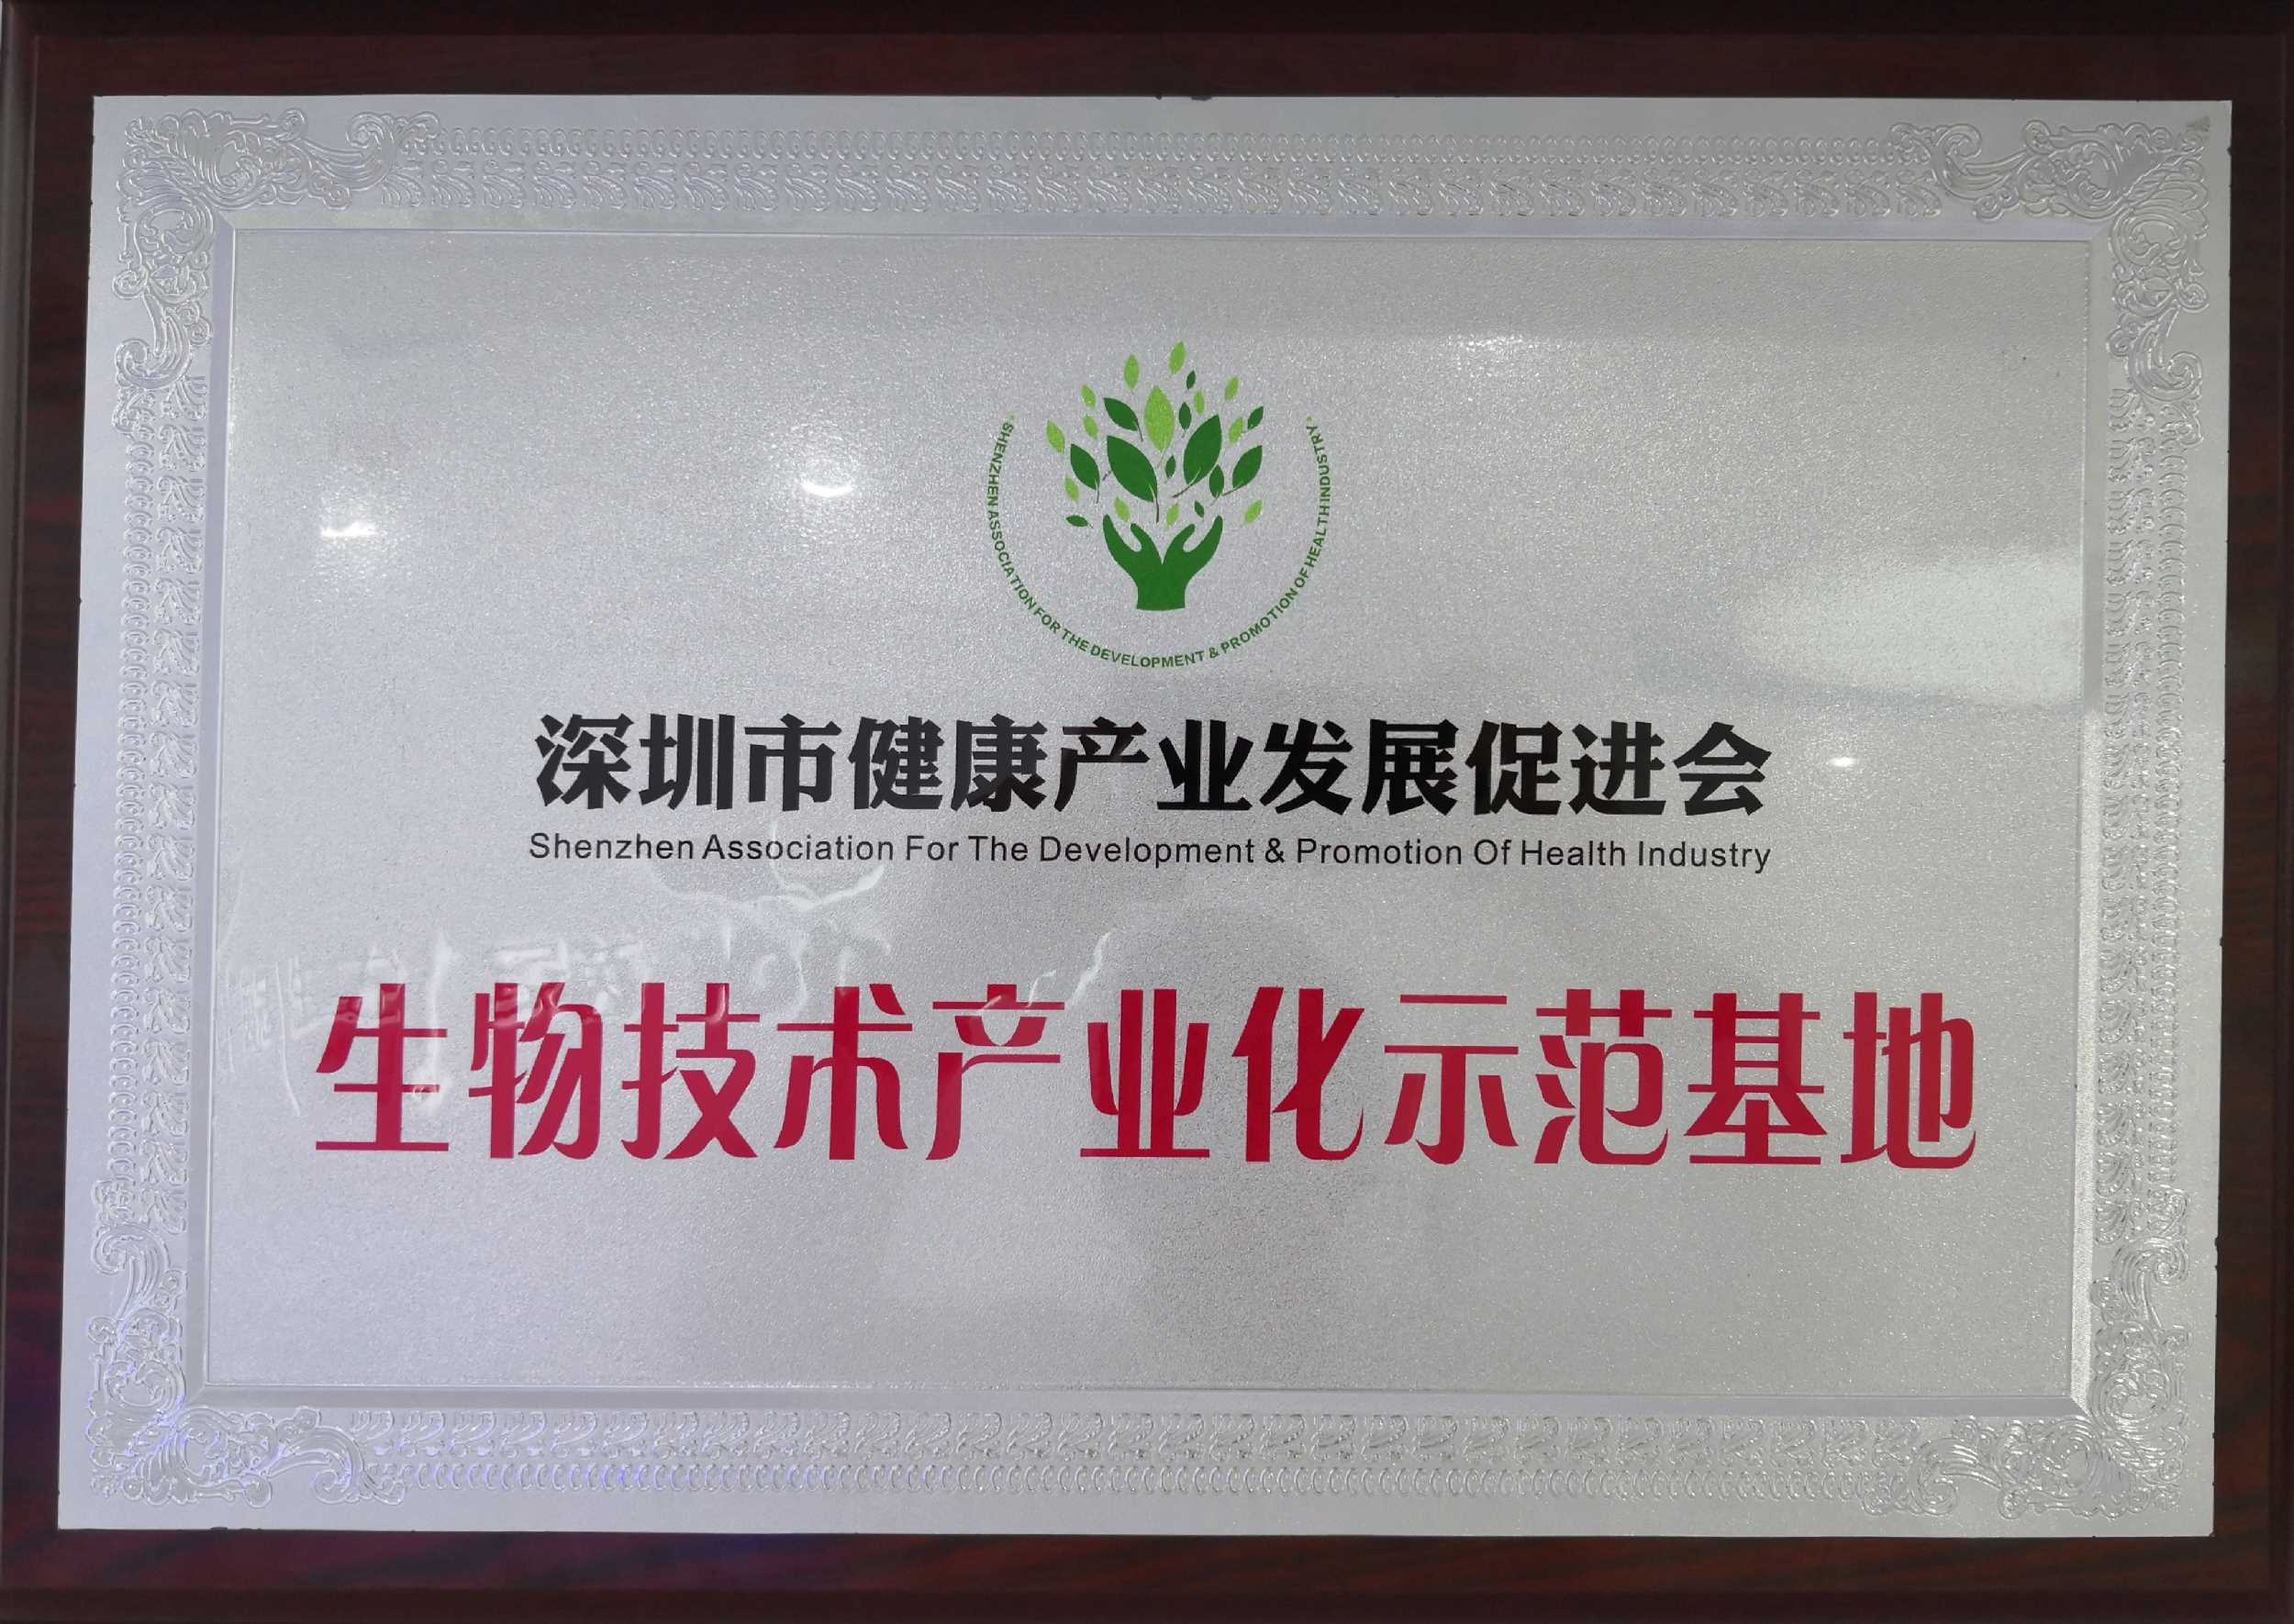 SHENZHEN ASSOCIATION FOR THE DEVELOPMENT & PROMOTION OF HEALTH INDUSTRY
深圳市健康产业发展促进会
Shenzhen Association For The Development & Promotion Of Health Industry
生物技术产业化示范基地